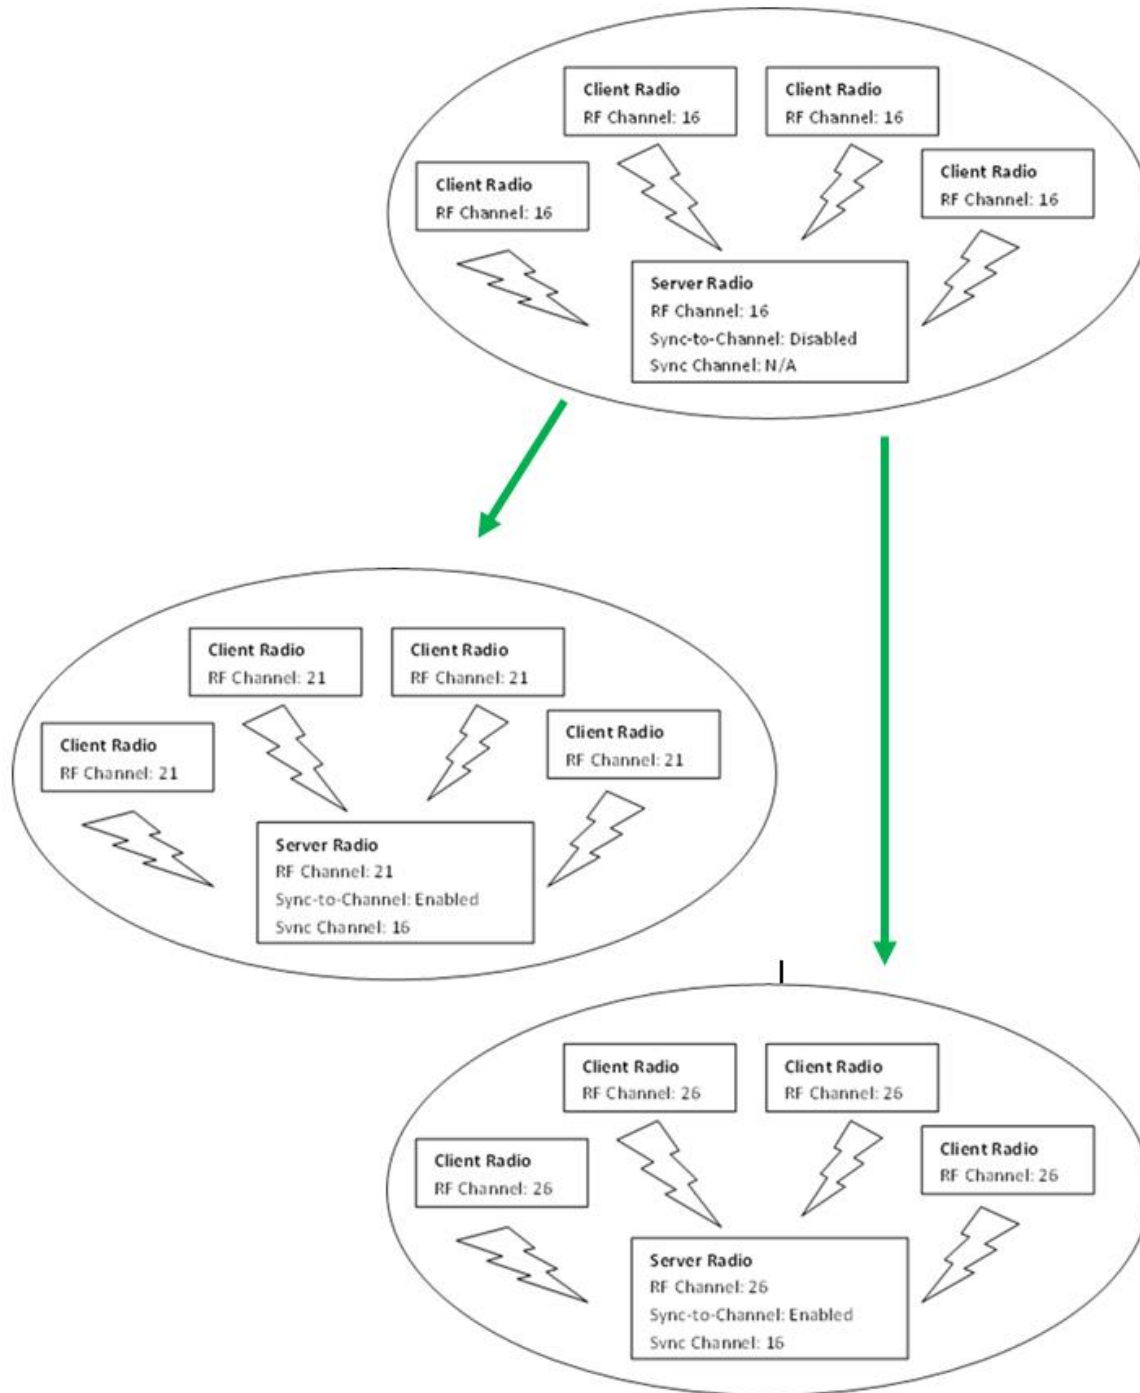 Client Radio
RF Channel: 16
Client Radio
RF Channel: 16
Client Radio
RF Channel: 16
Client Radio
RF Channel: 16
Server Radio
RF Channel: 16
Sync-to-Channel: Disabled
Sync Channel: N/A
Client Radio
RF Channel: 21
Client Radio
RF Channel: 21
Client Radio
RF Channel: 21
Client Radio
RF Channel: 21
Server Radio
RF Channel: 21
Sync-to-Channel: Enabled
Sync Channel: 16
Client Radio
RF Channel: 26
Client Radio
RF Channel: 26
Client Radio
RF Channel: 26
Client Radio
RF Channel: 26
Server Radio
RF Channel: 26
Sync-to-Channel: Enabled
Sync Channel: 16